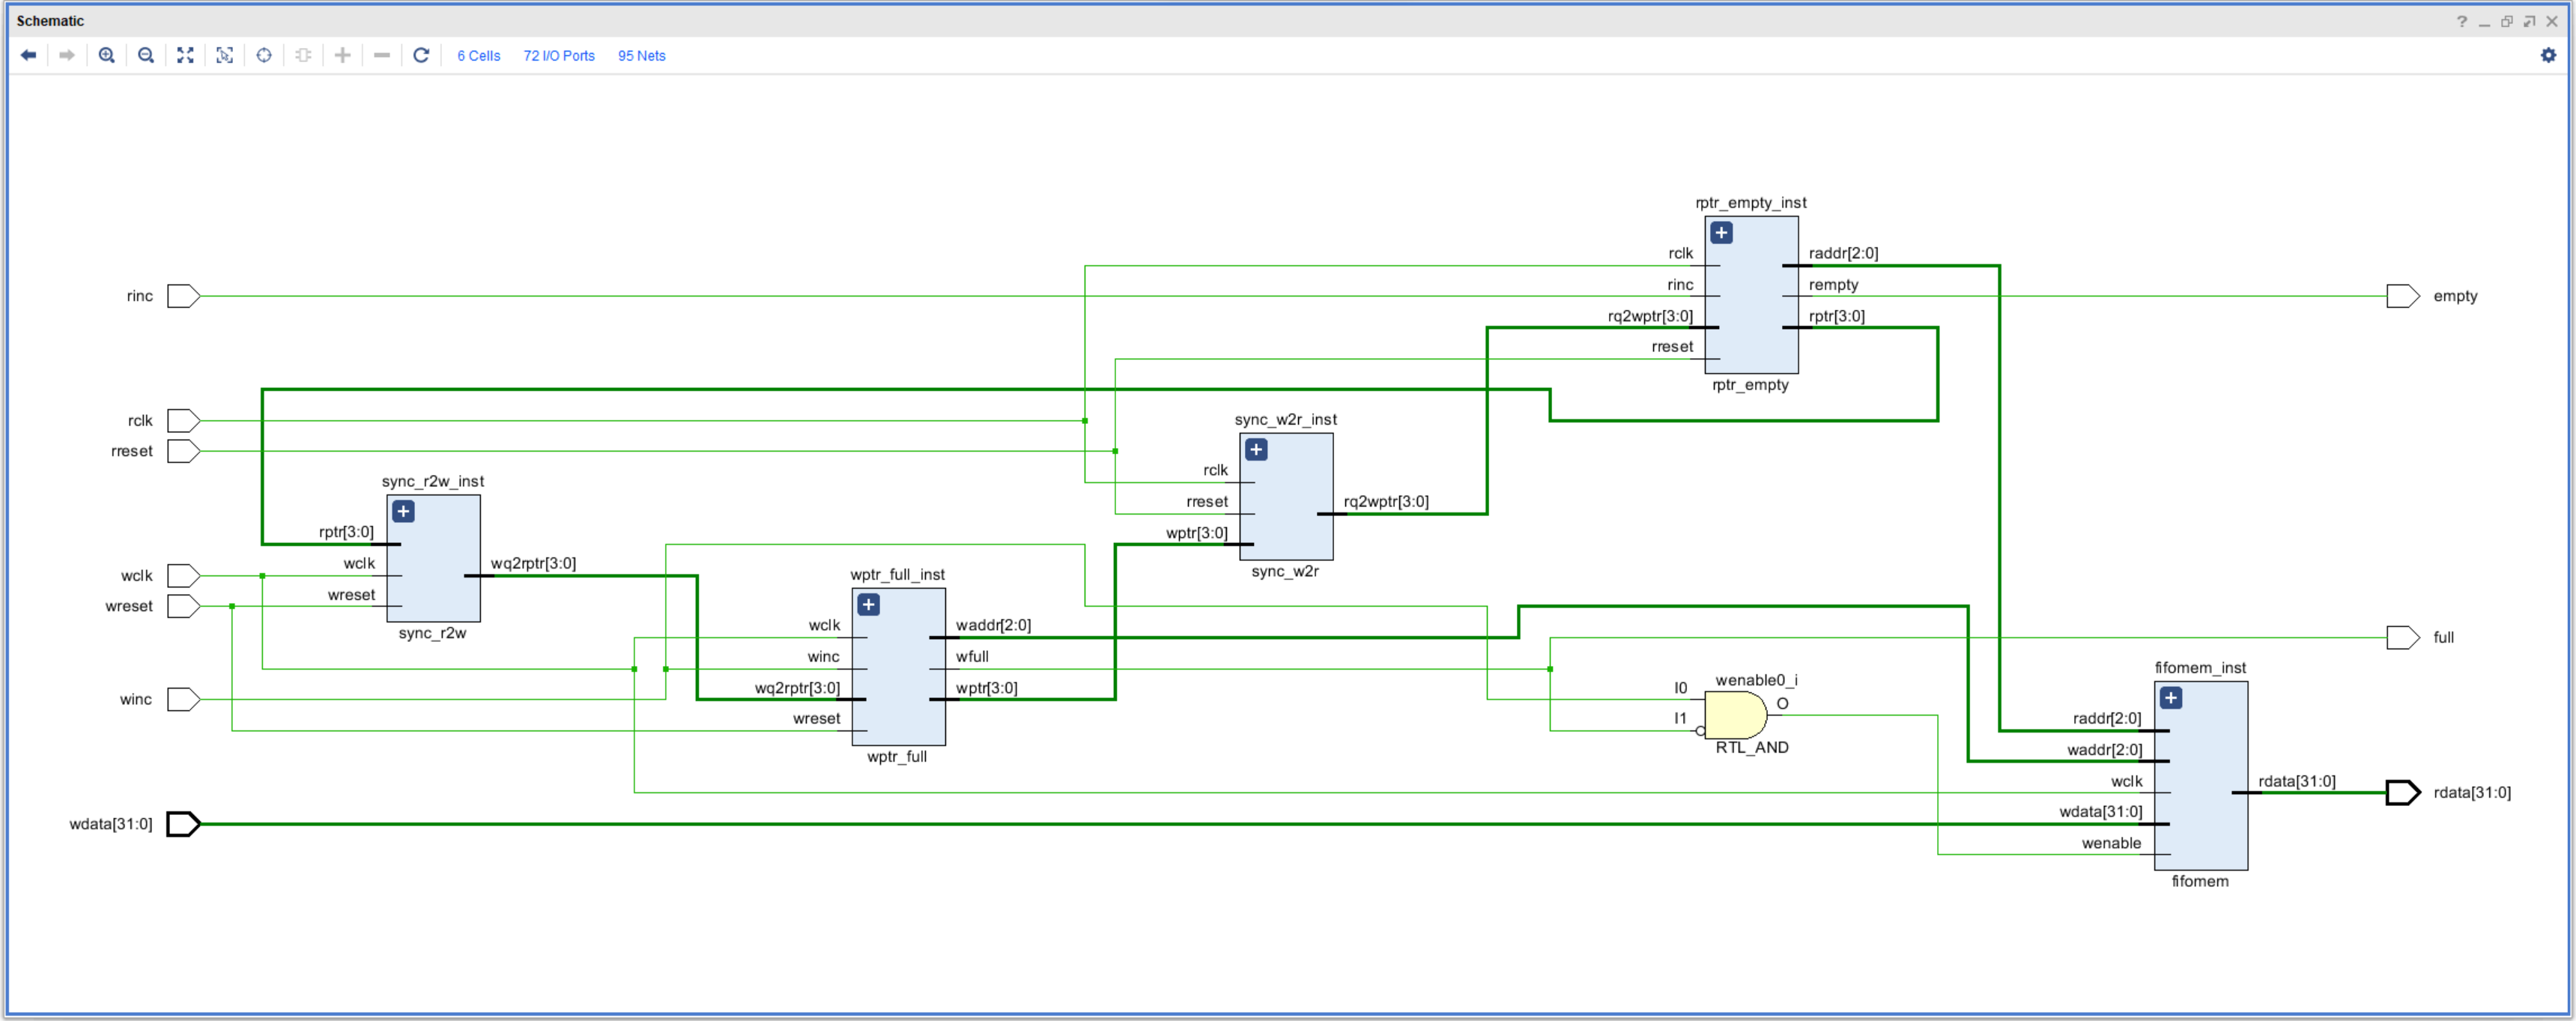 Schematic
6 Cells 72 I/O Ports 95 Nets
rptr_empty_inst
rclk
rinc
rq2wptr[3:0]
rreset
raddr[2:0]
rempty
rptr[3:0]
rptr_empty
rinc
empty
rclk
rreset
sync_w2r_inst
rclk
rreset
wptr[3:0]
rq2wptr[3:0]
sync_w2r
sync_r2w_inst
rptr[3:0]
wclk
wreset
wq2rptr[3:0]
sync_r2w
wclk
wreset
winc
wdata[31:0]
wptr_full_inst
wclk
winc
wq2rptr[3:0]
wreset
waddr[2:0]
wfull
wptr[3:0]
wptr_full
full
wenable0_i
I0
I1
O
RTL_AND
fifomem_inst
raddr[2:0]
waddr[2:0]
wclk
wdata[31:0]
wenable
rdata[31:0]
fifomem
rdata[31:0]